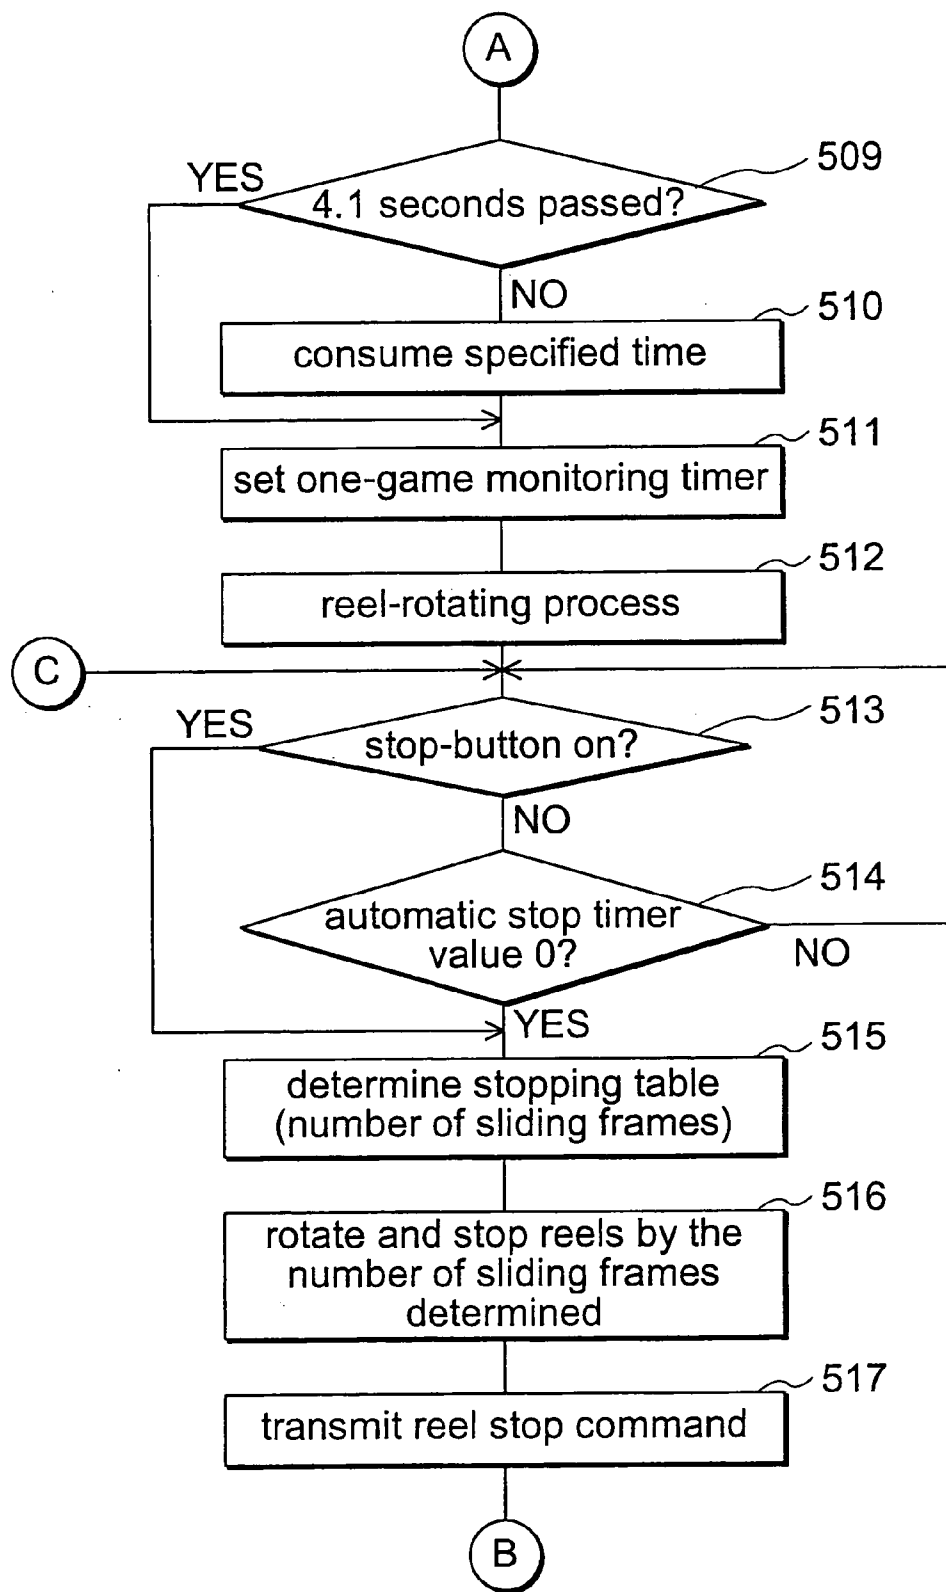 A
509
YES
4.1 seconds passed?
NO
510
consume specified time
511
set one-game monitoring timer
512
reel-rotating process
C
513
YES
stop-button on?
NO
514
automatic stop timer
value 0?
NO
YES
515
determine stopping table
(number of sliding frames)
516
rotate and stop reels by the
number of sliding frames
determined
517
transmit reel stop command
B